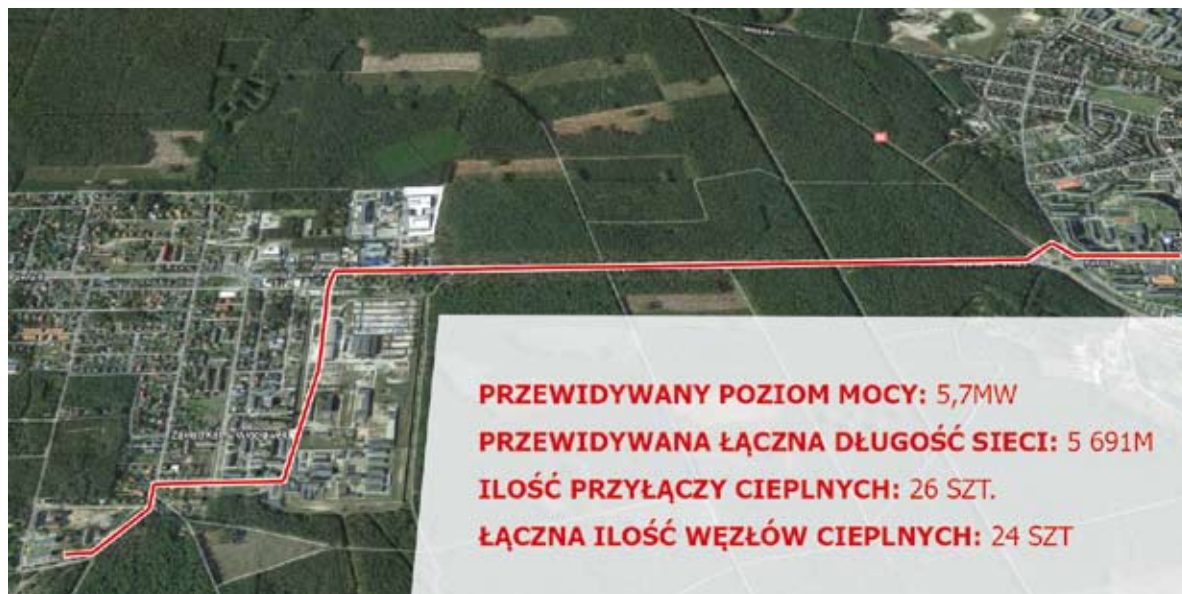 PRZEWIDYWANY POZIOM MOCY: 5,7MW
PRZEWIDYWANA ŁĄCZNA DŁUGOŚĆ SIECI: 5 691M
ILOŚĆ PRZYŁĄCZY CIEPLNYCH: 26 SZT.
ŁĄCZNA ILOŚĆ WĘZŁÓW CIEPLNYCH: 24 SZT